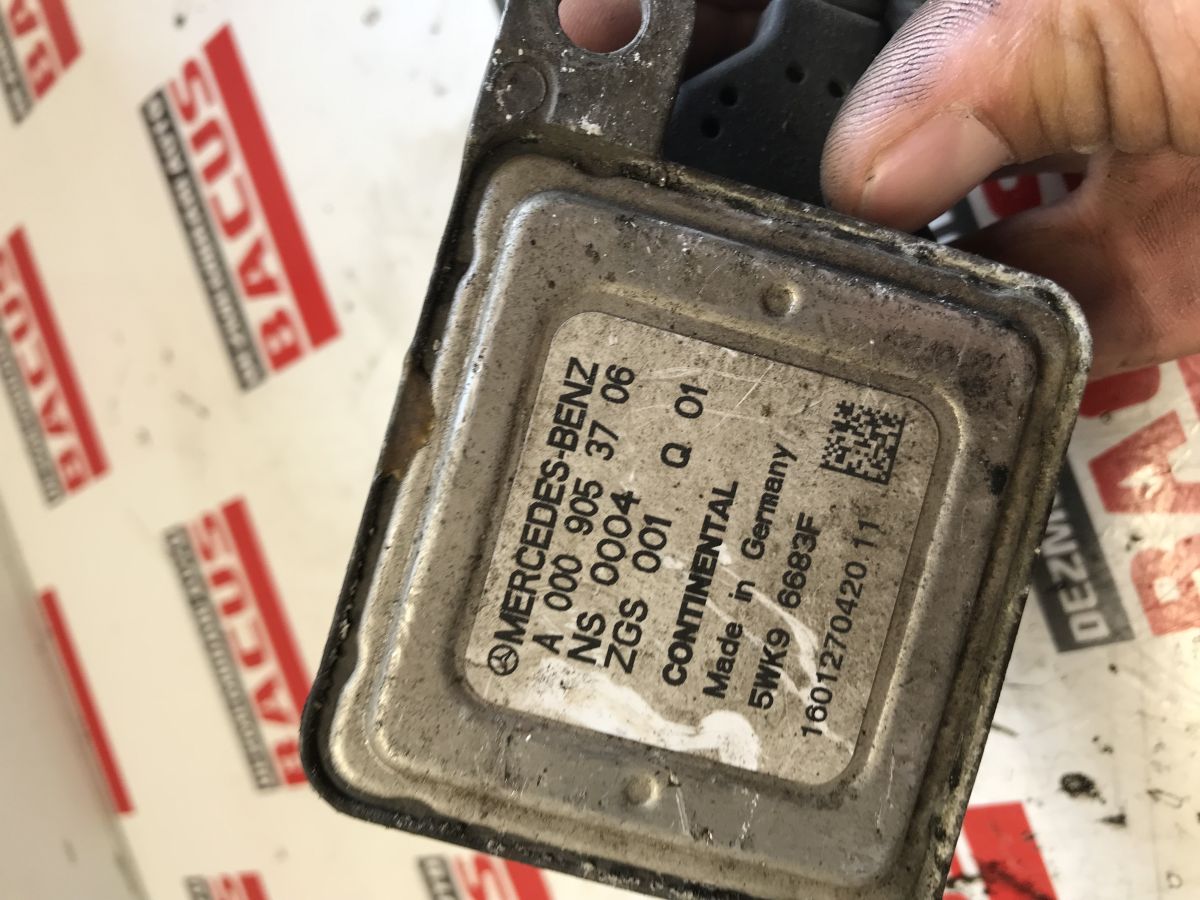 MERCEDES-BENZ
A 000 905 37 06
NS 0004 Q 01
ZGS 001
CONTINENTAL
Made in Germany
5WK9 6683F
1601270420 11
BACUS
BACUS
BACUS
BACUS
DEZM